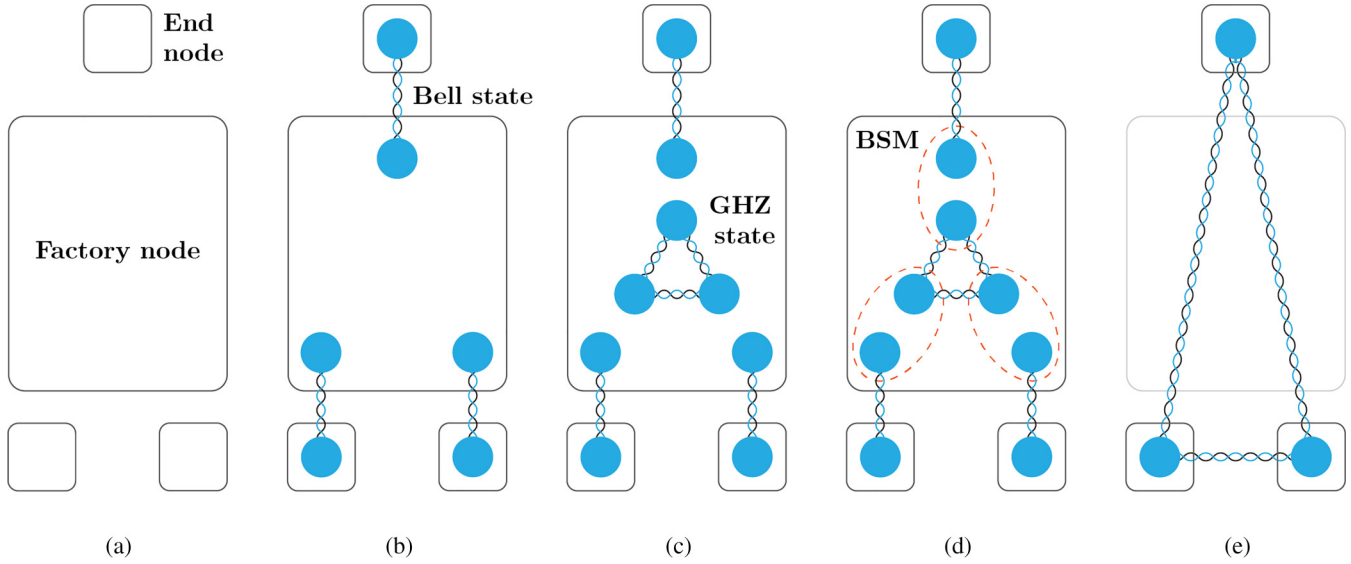 End
node
Factory node
Bell state
GHZ
state
BSM
(a)
(b)
(c)
(d)
(e)